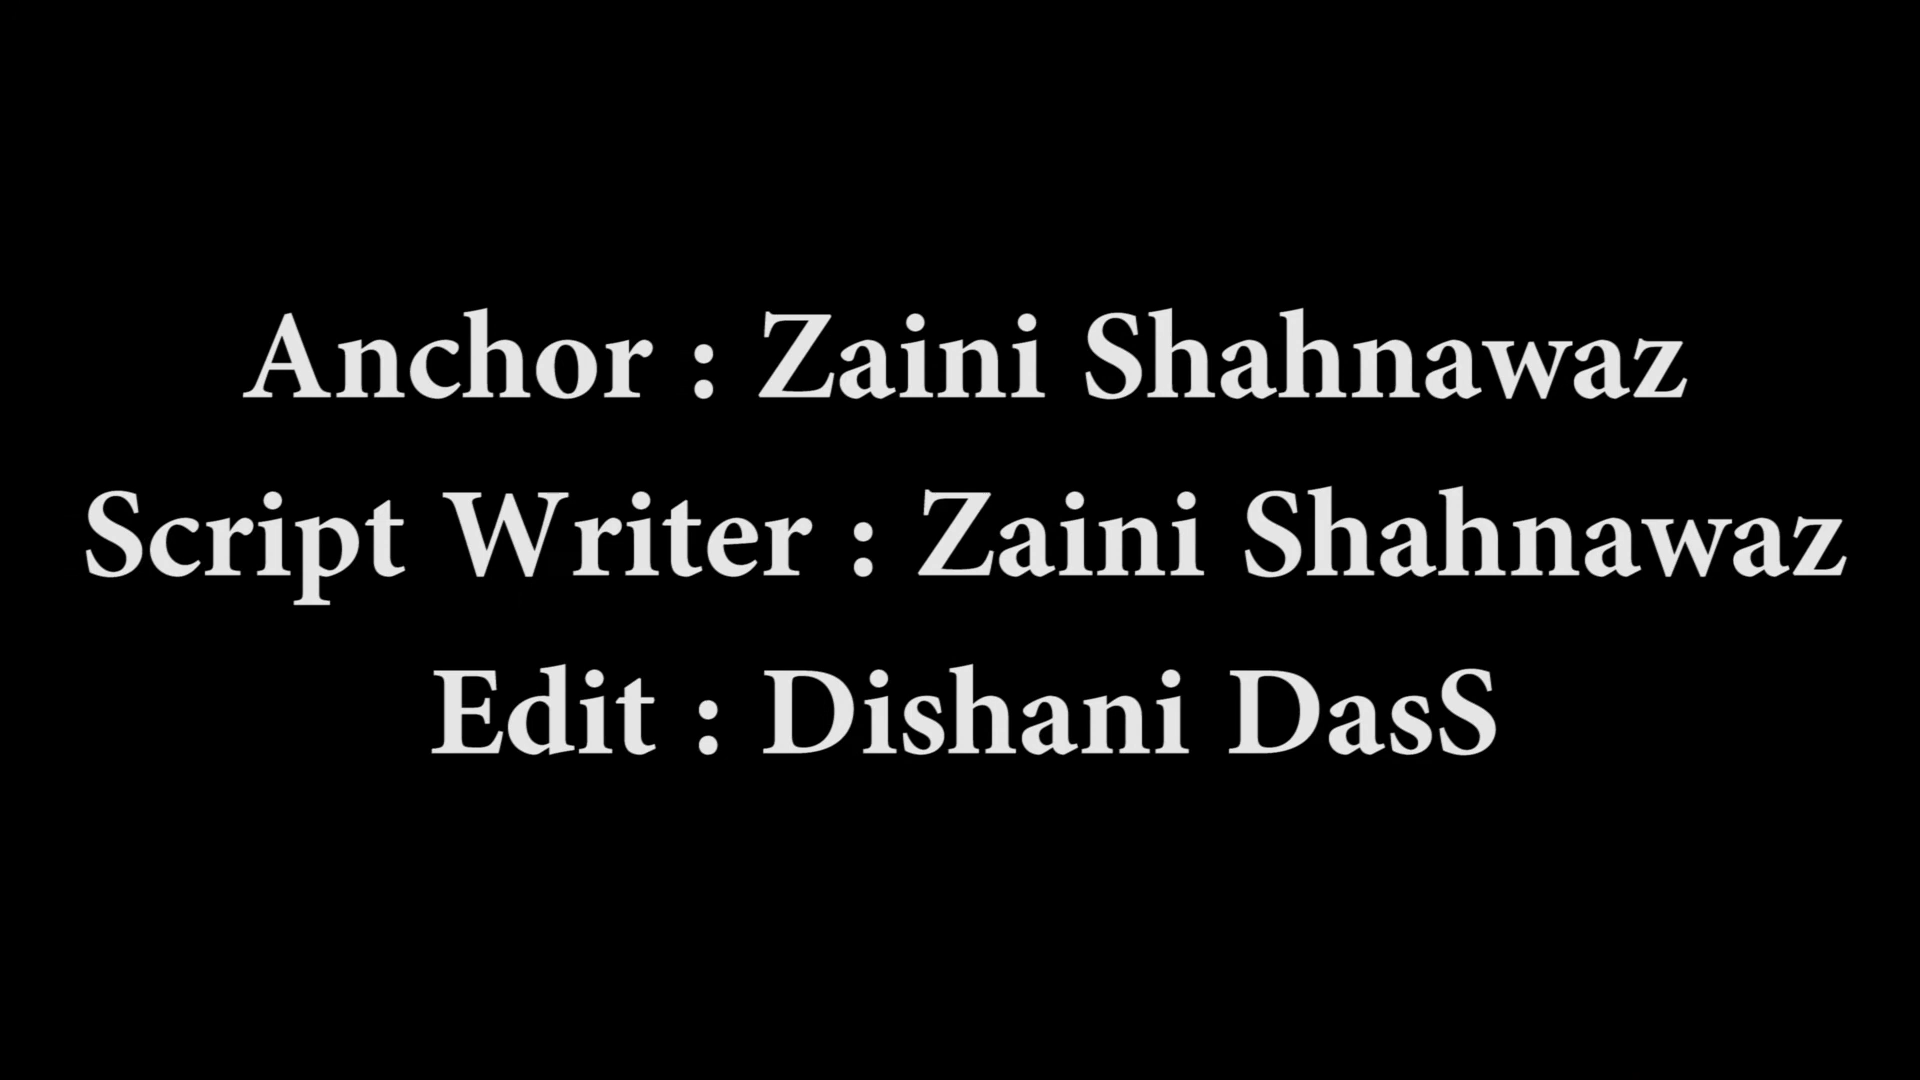 Anchor : Zaini Shahnawaz
Script Writer : Zaini Shahnawaz
Edit : Dishani DasS